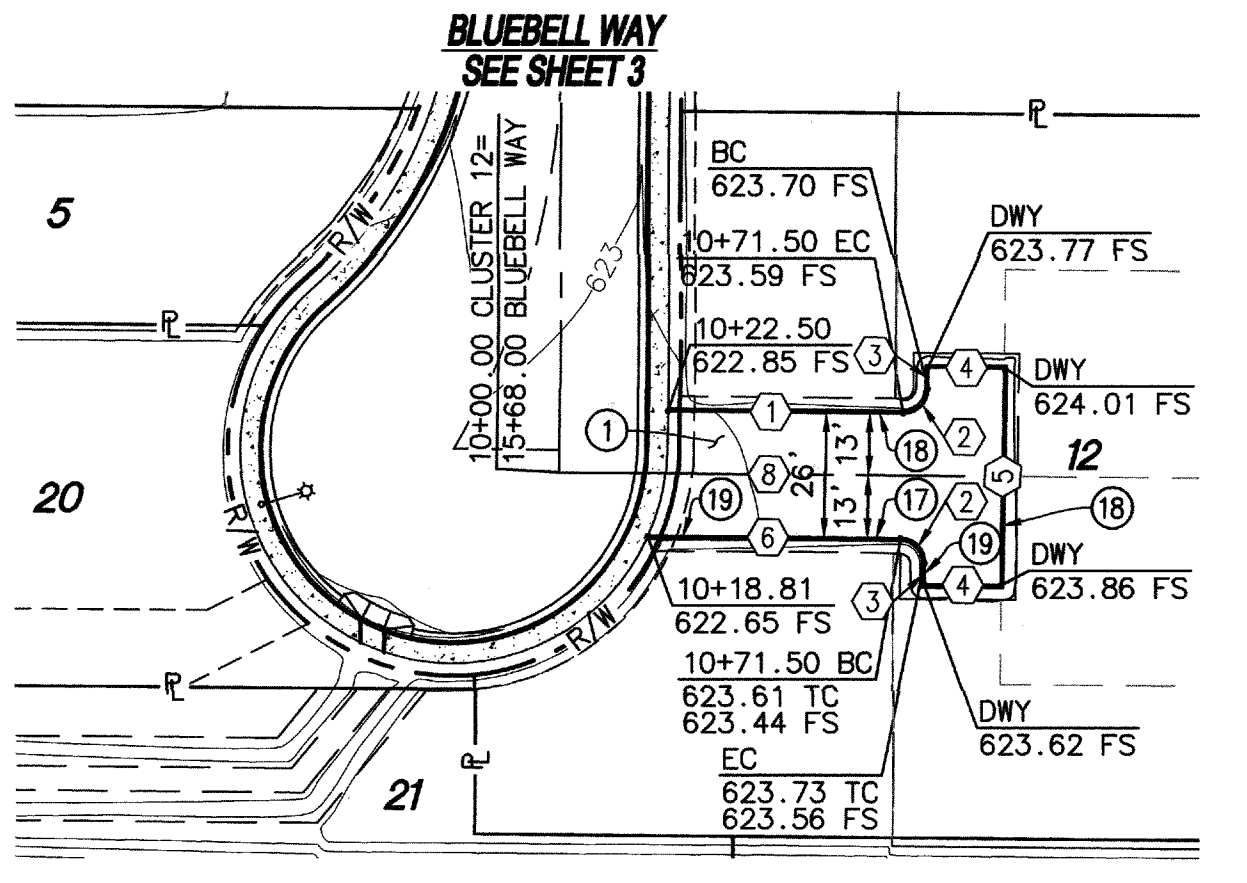 BLUEBELL WAY
SEE SHEET 3
5
R/W
PL
PL
10+00.00 CLUSTER 12=
15+68.00 BLUEBELL WAY
623
BC
623.70 FS
DWY
623.77 FS
10+71.50 EC
623.59 FS
10+22.50
622.85 FS
3
4
DWY
624.01 FS
1
1
2
18
12
8
26'
13'
13'
5
20
R/W
19
17
2
18
6
19
DWY
623.86 FS
3
4
10+18.81
622.65 FS
R/W
10+71.50 BC
623.61 TC
623.44 FS
PL
DWY
623.62 FS
PL
EC
623.73 TC
623.56 FS
21